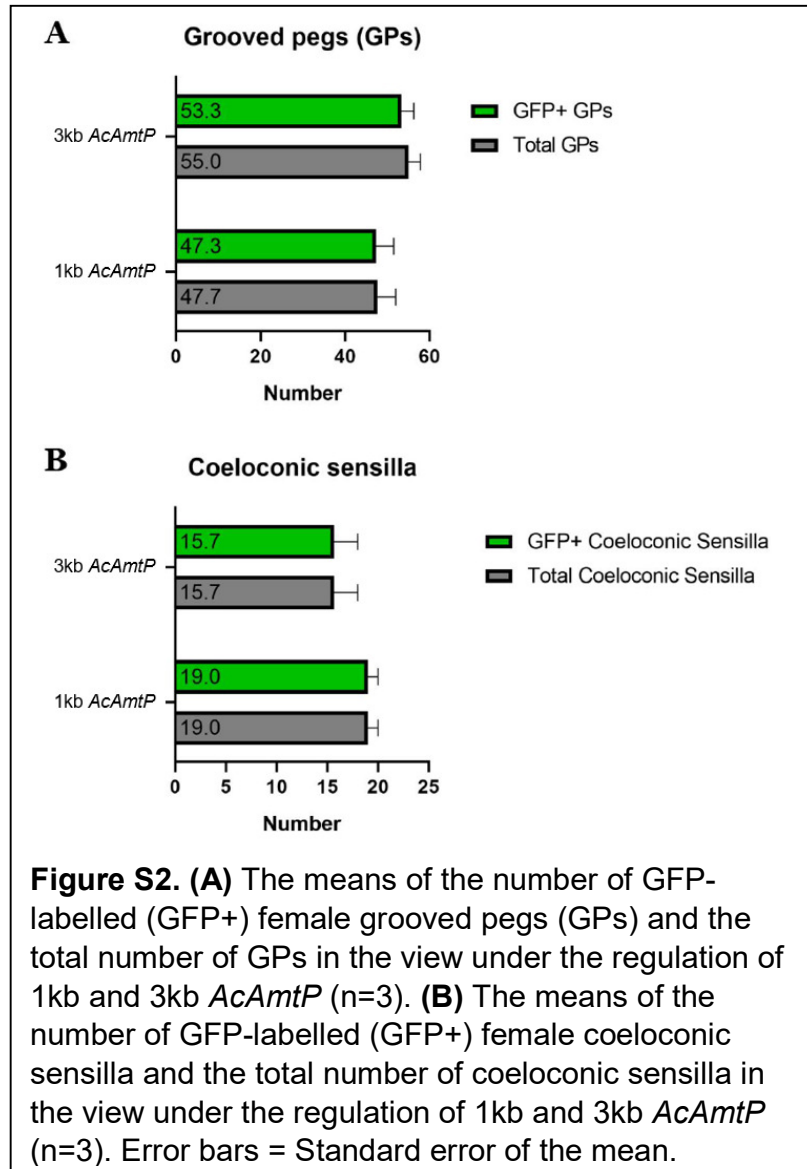 A
Grooved pegs (GPs)
53.3
3kb AcAmtP
55.0
47.3
1kb AcAmtP
47.7
GFP+ GPs
Total GPs
0 20 40 60
Number
B
Coeloconic sensilla
15.7
3kb AcAmtP
15.7
19.0
1kb AcAmtP
19.0
GFP+ Coeloconic Sensilla
Total Coeloconic Sensilla
0 5 10 15 20 25
Number
Figure S2. (A) The means of the number of GFP-
labelled (GFP+) female grooved pegs (GPs) and the
total number of GPs in the view under the regulation of
1kb and 3kb AcAmtP (n=3). (B) The means of the
number of GFP-labelled (GFP+) female coeloconic
sensilla and the total number of coeloconic sensilla in
the view under the regulation of 1kb and 3kb AcAmtP
(n=3). Error bars = Standard error of the mean.